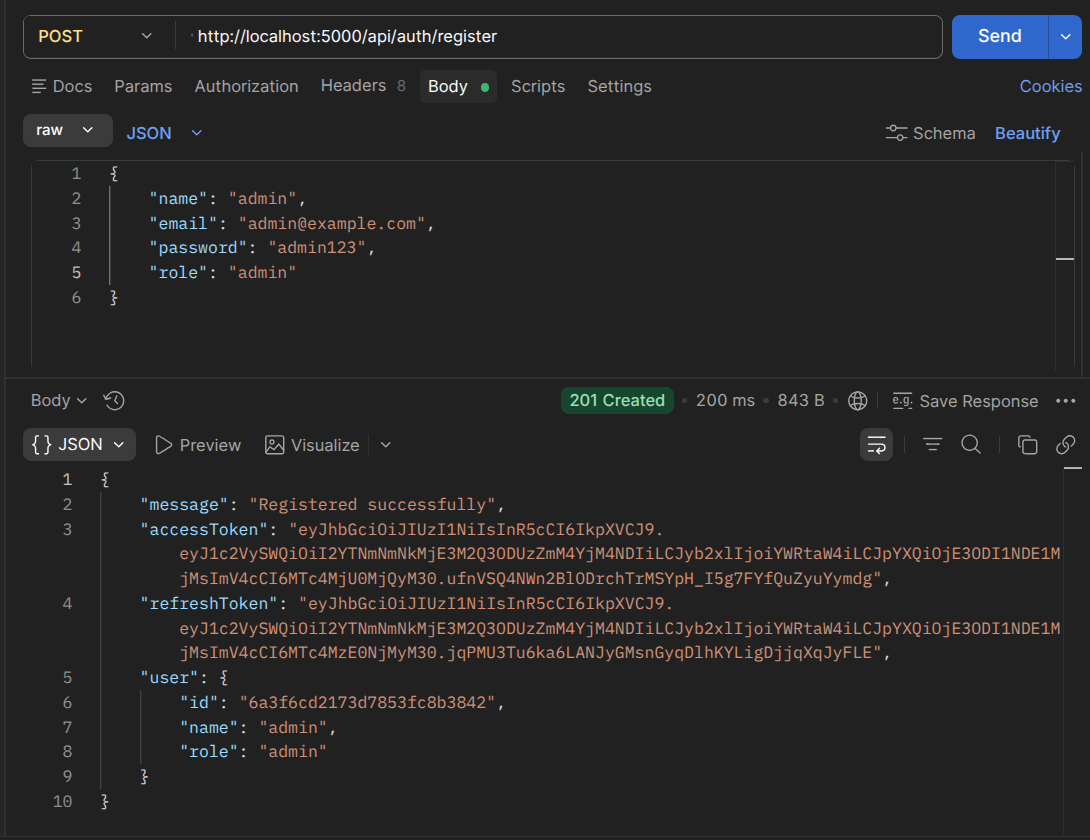 POST http://localhost:5000/api/auth/register Send
Docs Params Authorization Headers 8 Body Scripts Settings Cookies
raw JSON Schema Beautify
1 {
2 "name": "admin",
3 "email": "admin@example.com",
4 "password": "admin123",
5 "role": "admin"
6 }
Body 201 Created • 200 ms • 843 B • e.g. Save Response
{} JSON Preview Visualize
1 {
2 "message": "Registered successfully",
3 "accessToken": "eyJhbGciOiJIUzI1NiIsInR5cCI6IkpXVCJ9.
eyJ1c2VySWQiOiI2YTNmNmNkMjE3M2Q3ODUzZmM4YjM4NDIiLCJyb2xlIjoiYWRtaW4iLCJpYXQiOjE3ODI1NDE1M
jMsImV4cCI6MTc4MjU0MjQyM30.ufnVSQ4NWn2BlODrchTrMSYpH_I5g7FYfQuZyuYymdg",
4 "refreshToken": "eyJhbGciOiJIUzI1NiIsInR5cCI6IkpXVCJ9.
eyJ1c2VySWQiOiI2YTNmNmNkMjE3M2Q3ODUzZmM4YjM4NDIiLCJyb2xlIjoiYWRtaW4iLCJpYXQiOjE3ODI1NDE1M
jMsImV4cCI6MTc4MzE0NjMyM30.jqPMU3Tu6ka6LANJyGMsnGyqDlhKYLigDjjqXqJyFLE",
5 "user": {
6 "id": "6a3f6cd2173d7853fc8b3842",
7 "name": "admin",
8 "role": "admin"
9 }
10 }